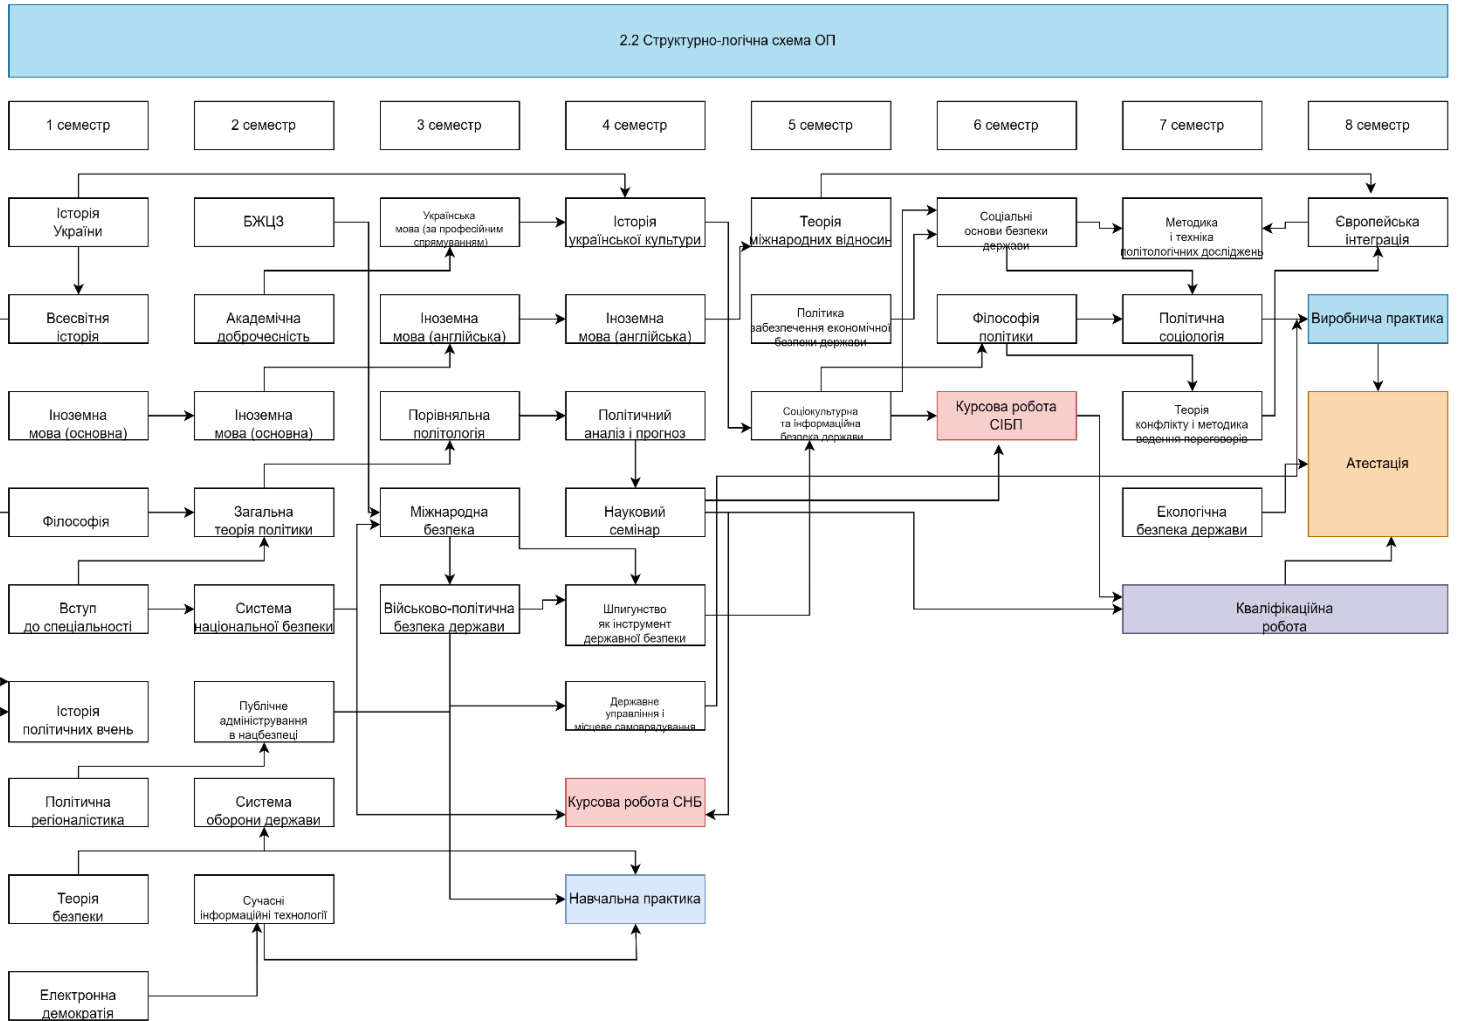 2.2 Структурно-логічна схема ОП
1 семестр
2 семестр
3 семестр
4 семестр
5 семестр
6 семестр
7 семестр
8 семестр
Історія
України
БЖЦЗ
Українська
мова (за професійним
спрямуванням)
Історія
української культури
Теорія
міжнародних відносин
Соціальні
основи безпеки
держави
Методика
і техніка
політологічних досліджень
Європейська
інтеграція
Всесвітня
історія
Академічна
доброчесність
Іноземна
мова (англійська)
Іноземна
мова (англійська)
Політика
забезпечення економічної
безпеки держави
Філософія
політики
Політична
соціологія
Виробнича практика
Іноземна
мова (основна)
Іноземна
мова (основна)
Порівняльна
політологія
Політичний
аналіз і прогноз
Соціокультурна
та інформаційна
безпека держави
Курсова робота
СІБП
Теорія
конфлікту і методика
ведення переговорів
Атестація
Філософія
Загальна
теорія політики
Міжнародна
безпека
Науковий
семінар
Екологічна
безпека держави
Вступ
до спеціальності
Система
національної безпеки
Військово-політична
безпека держави
Шпигунство
як інструмент
державної безпеки
Кваліфікаційна
робота
Історія
політичних вчень
Публічне
адміністрування
в нацбезпеці
Державне
управління і
місцеве самоврядування
Політична
регіоналістика
Система
оборони держави
Курсова робота СНБ
Теорія
безпеки
Сучасні
інформаційні технології
Навчальна практика
Електронна
демократія